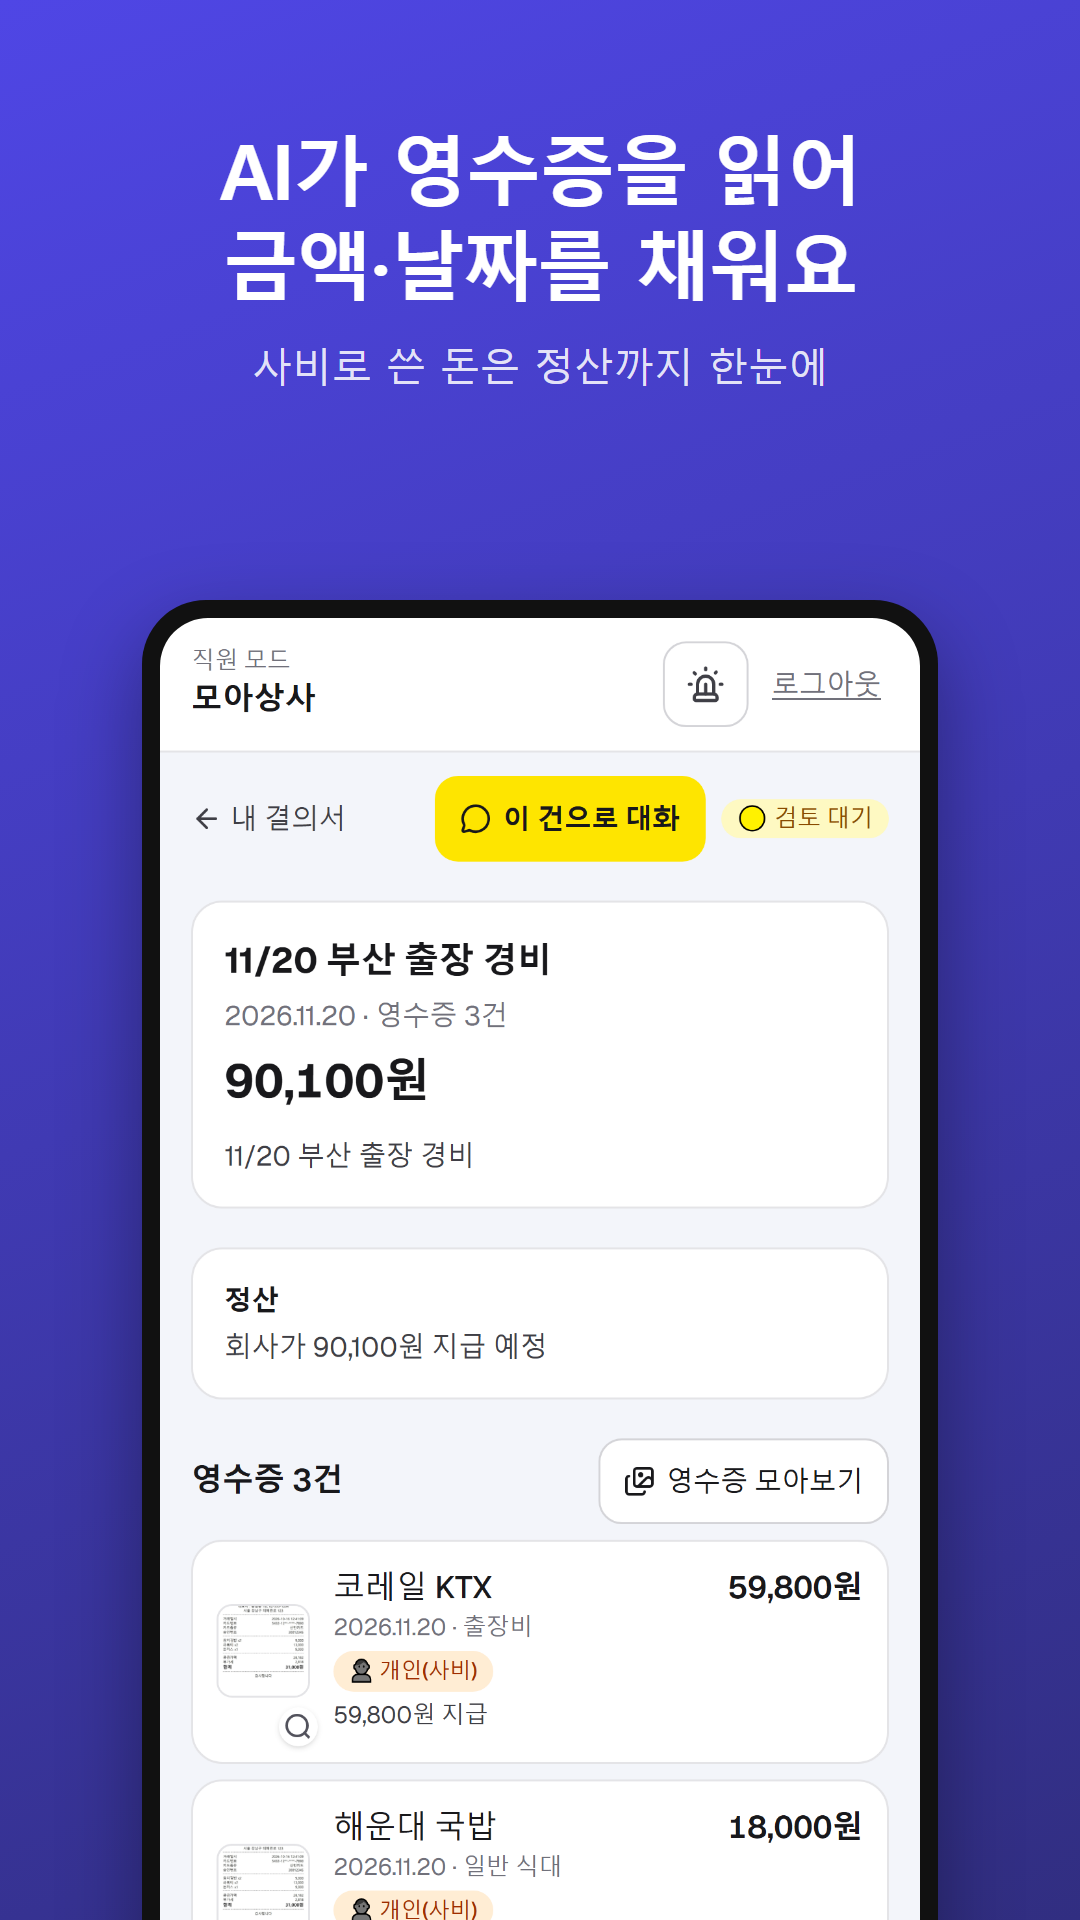 AI가 영수증을 읽어
금액·날짜를 채워요
사비로 쓴 돈은 정산까지 한눈에
직원 모드
모아상사
로그아웃
내 결의서
이 건으로 대화
검토 대기
11/20 부산 출장 경비
2026.11.20 · 영수증 3건
90,100원
11/20 부산 출장 경비
정산
회사가 90,100원 지급 예정
영수증 3건
영수증 모아보기
코레일 KTX
59,800원
2026.11.20 · 출장비
개인(사비)
59,800원 지급
해운대 국밥
18,000원
2026.11.20 · 일반 식대
개인(사비)